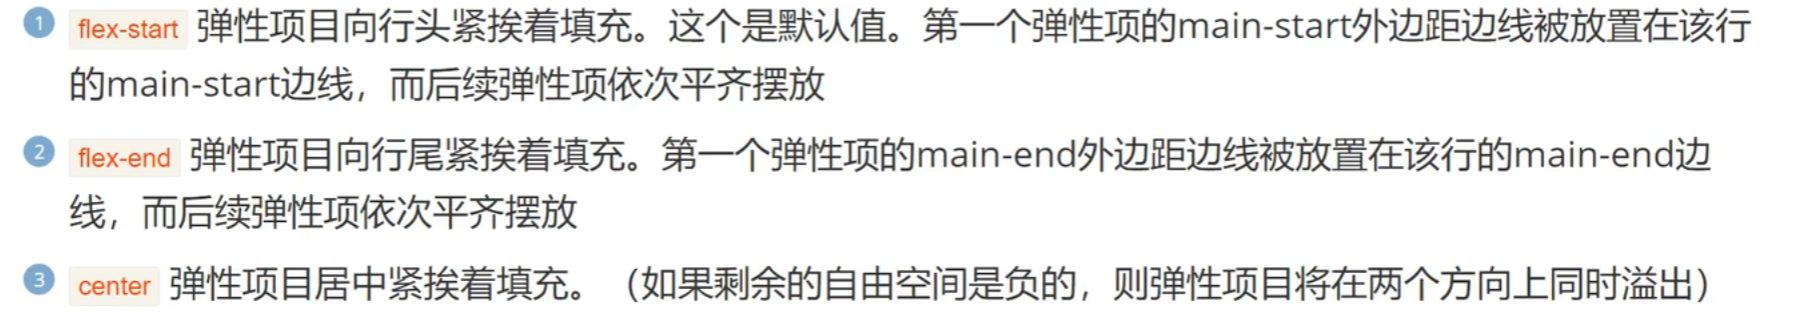 1 flex-start 弹性项目向行头紧挨着填充。这个是默认值。第一个弹性项的main-start外边距边线被放置在该行
的main-start边线，而后续弹性项依次平齐摆放
2 flex-end 弹性项目向行尾紧挨着填充。第一个弹性项的main-end外边距边线被放置在该行的main-end边
线，而后续弹性项依次平齐摆放
3 center 弹性项目居中紧挨着填充。（如果剩余的自由空间是负的，则弹性项目将在两个方向上同时溢出）